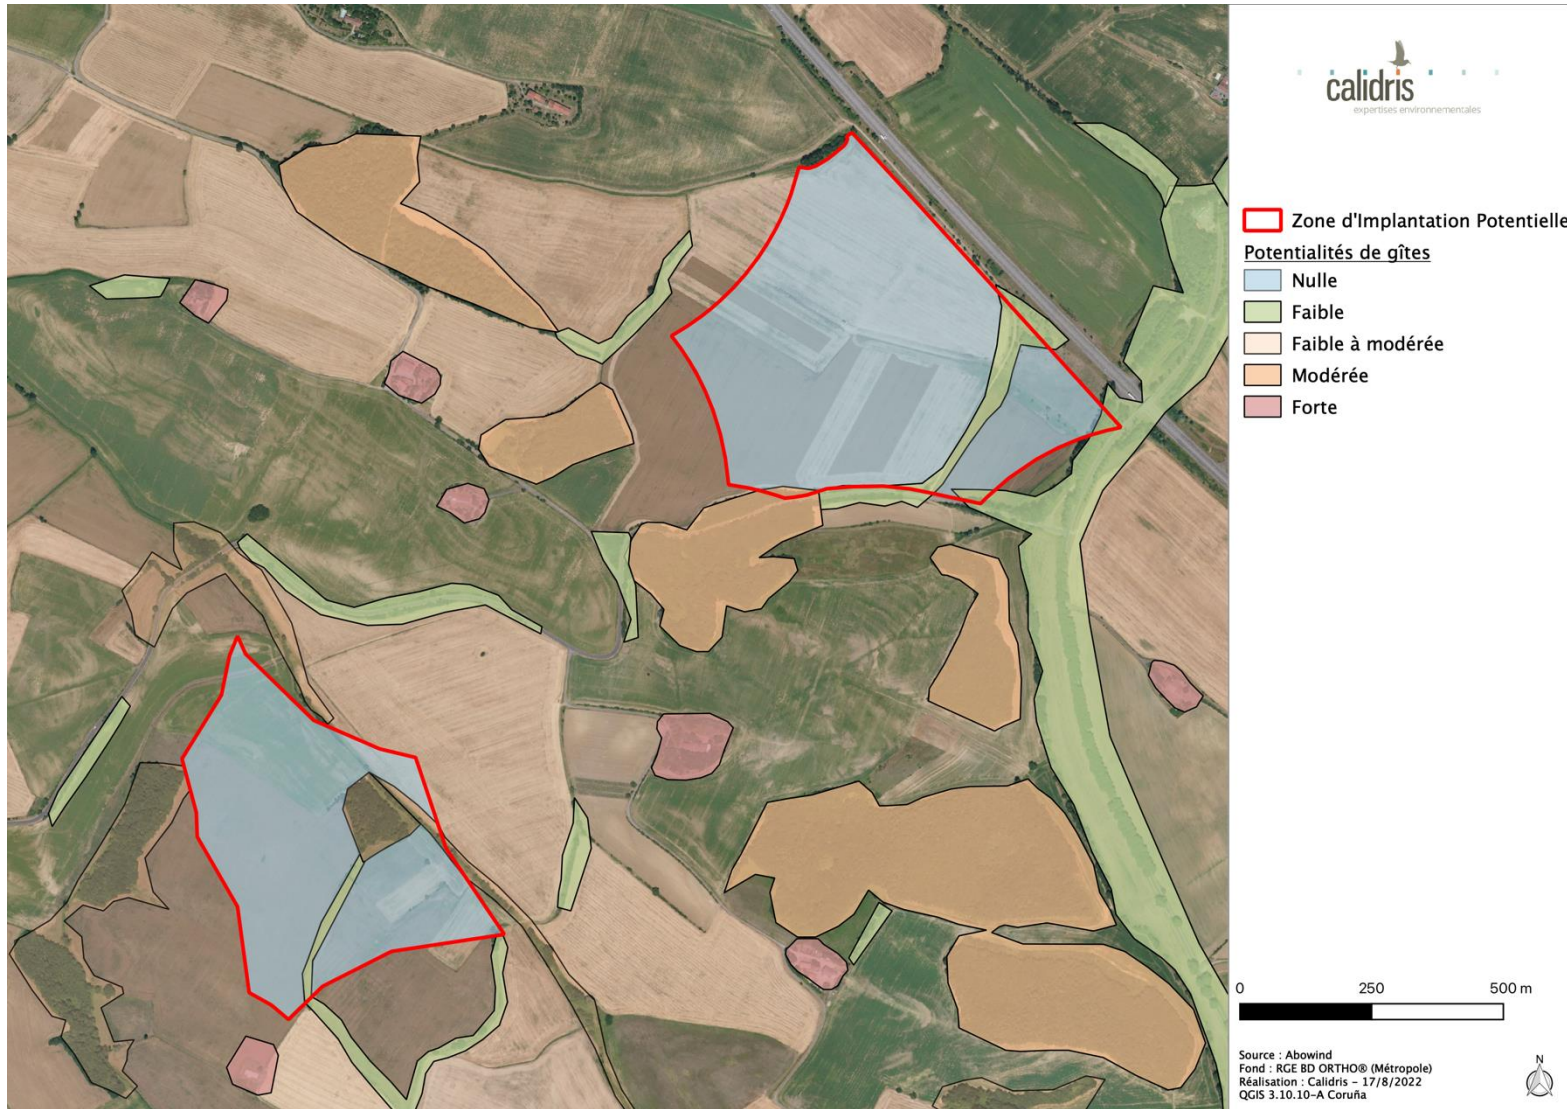 calidris
expertises environnementales
Zone d'Implantation Potentielle
Potentialités de gîtes
Nulle
Faible
Faible à modérée
Modérée
Forte
0 250 500 m
Source : Abowind
Fond : RGE BD ORTHO® (Métropole)
Réalisation : Calidris - 17/8/2022
QGIS 3.10.10-A Coruña
N